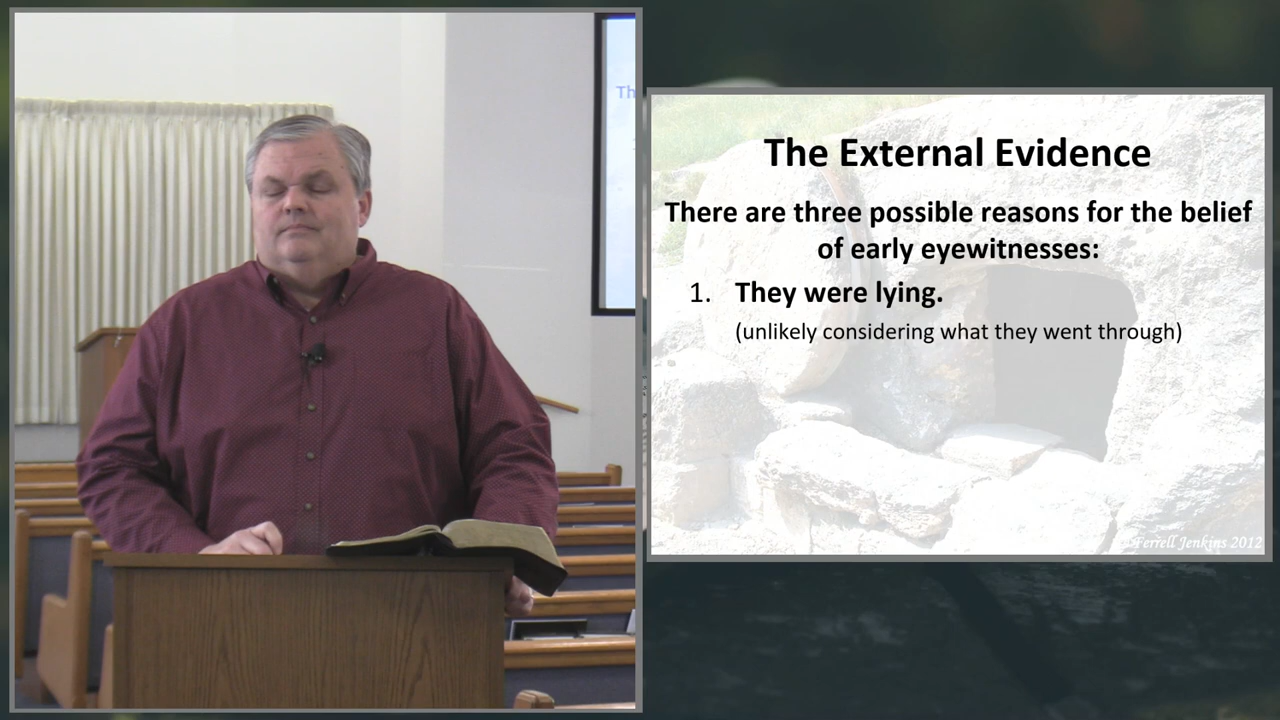 Th
The External Evidence
There are three possible reasons for the belief
of early eyewitnesses:
1. They were lying.
(unlikely considering what they went through)
Ferrell Jenkins 2012